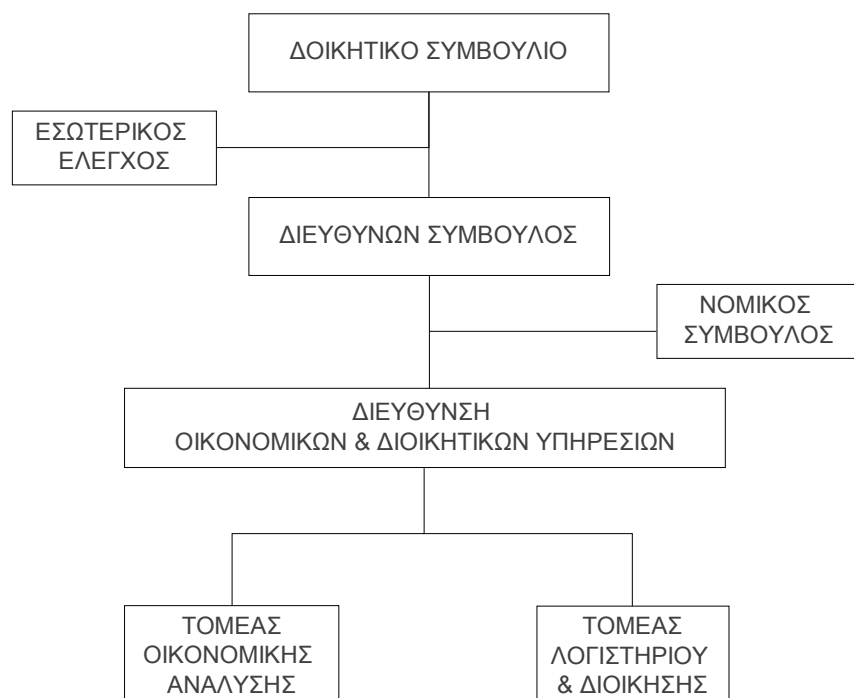 ΔΟΙΚΗΤΙΚΟ ΣΥΜΒΟΥΛΙΟ
ΕΣΩΤΕΡΙΚΟΣ
ΕΛΕΓΧΟΣ
ΔΙΕΥΘΥΝΩΝ ΣΥΜΒΟΥΛΟΣ
ΝΟΜΙΚΟΣ
ΣΥΜΒΟΥΛΟΣ
ΔΙΕΥΘΥΝΣΗ
ΟΙΚΟΝΟΜΙΚΩΝ & ΔΙΟΙΚΗΤΙΚΩΝ ΥΠΗΡΕΣΙΩΝ
ΤΟΜΕΑΣ
ΟΙΚΟΝΟΜΙΚΗΣ
ΑΝΑΛΥΣΗΣ
ΤΟΜΕΑΣ
ΛΟΓΙΣΤΗΡΙΟΥ
& ΔΙΟΙΚΗΣΗΣ